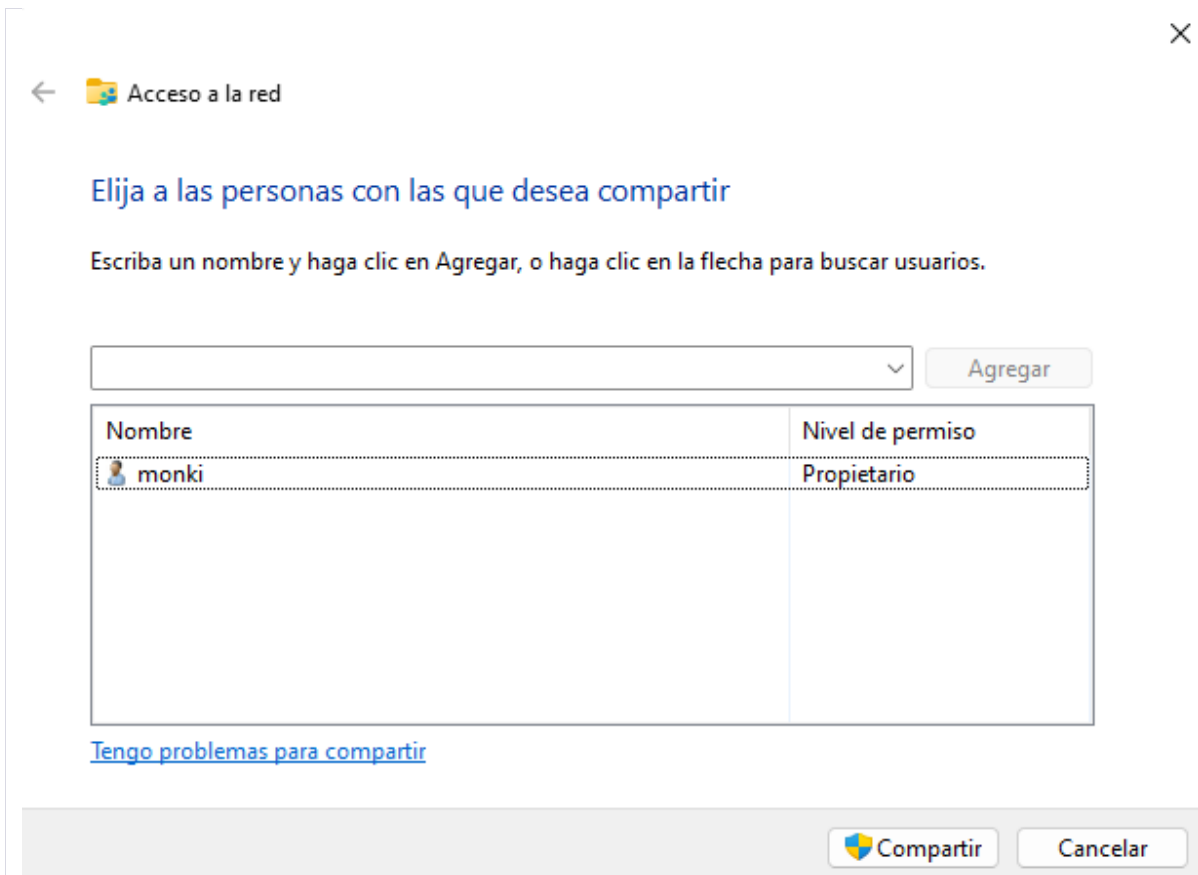 Acceso a la red
Elija a las personas con las que desea compartir
Escriba un nombre y haga clic en Agregar, o haga clic en la flecha para buscar usuarios.
Agregar
Nombre Nivel de permiso
monki Propietario
Tengo problemas para compartir
Compartir Cancelar